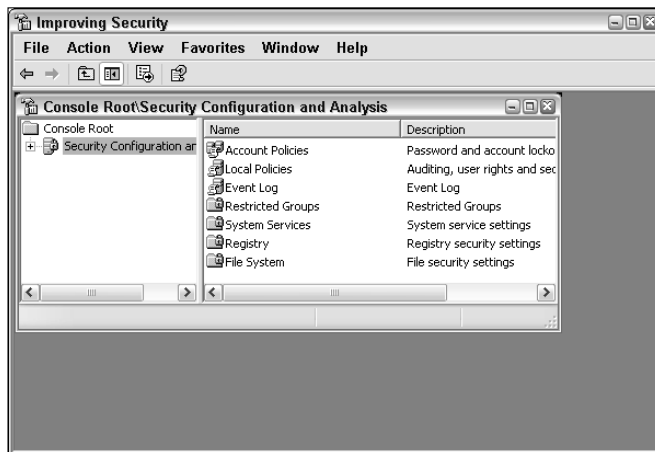 Improving Security
File Action View Favorites Window Help
Console Root\Security Configuration and Analysis
Console Root
Security Configuration ar
Name Description
Account Policies Password and account locko
Local Policies Auditing, user rights and sec
Event Log Event Log
Restricted Groups Restricted Groups
System Services System service settings
Registry Registry security settings
File System File security settings